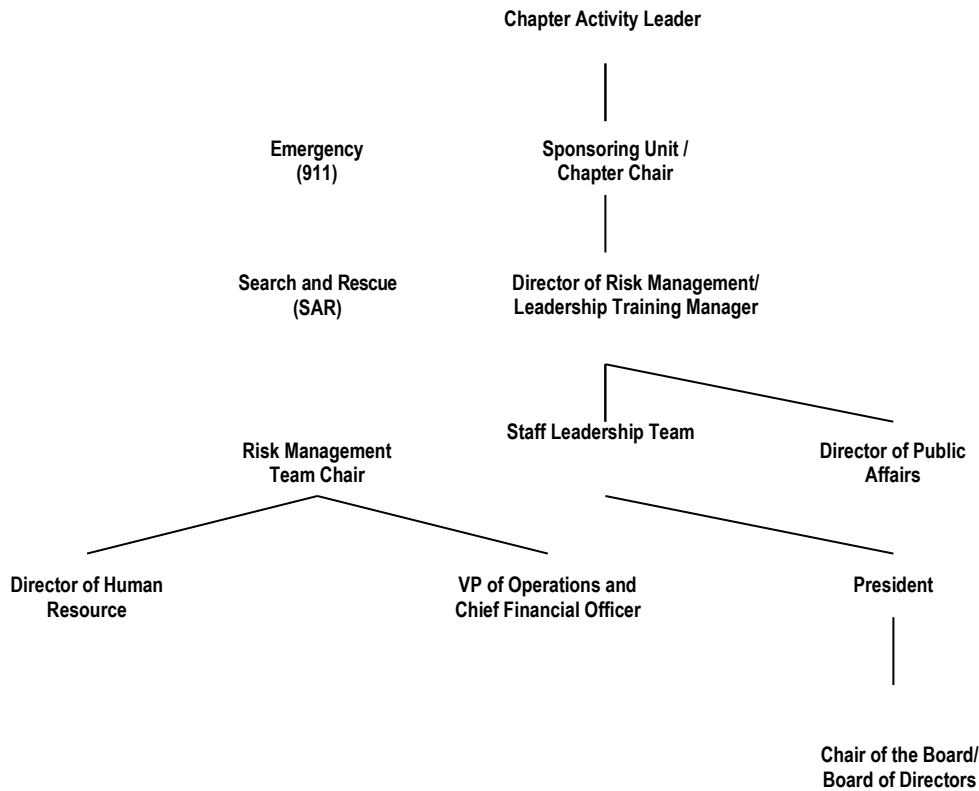 Chapter Activity Leader
Emergency
(911)
Sponsoring Unit /
Chapter Chair
Search and Rescue
(SAR)
Director of Risk Management/
Leadership Training Manager
Staff Leadership Team
Risk Management
Team Chair
Director of Public
Affairs
Director of Human
Resource
VP of Operations and
Chief Financial Officer
President
Chair of the Board/
Board of Directors